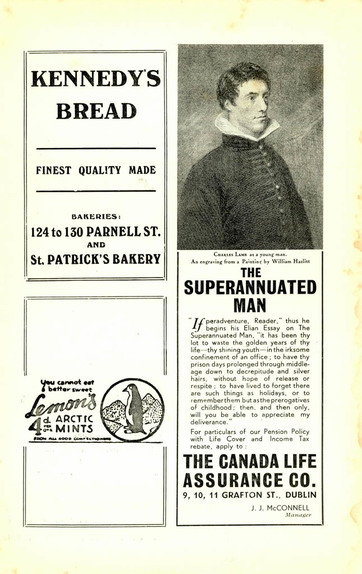 KENNEDY'S
BREAD
FINEST QUALITY MADE
BAKERIES:
124 to 130 PARNELL ST.
AND
St. PATRICK'S BAKERY
You cannot eat
a better sweet
Lemon's
4d
ARCTIC
MINTS
CHARLES LAMB as a young man.
An engraving from a Painting by William Hazlitt
THE
SUPERANNUATED
MAN
"If peradventure, Reader," thus he
begins his Elian Essay on The
Superannuated Man, "it has been thy
lot to waste the golden years of thy
life—thy shining youth—in the irksome
confinement of an office; to have thy
prison days prolonged through middle-
age down to decrepitude and silver
hairs, without hope of release or
respite; to have lived to forget there
are such things as holidays, or to
remember them but as the prerogatives
of childhood; then, and then only,
will you be able to appreciate my
deliverance."
For particulars of our Pension Policy
with Life Cover and Income Tax
rebate, apply to:
THE CANADA LIFE
ASSURANCE CO.
9, 10, 11 GRAFTON ST., DUBLIN
J. J. McCONNELL
Manager